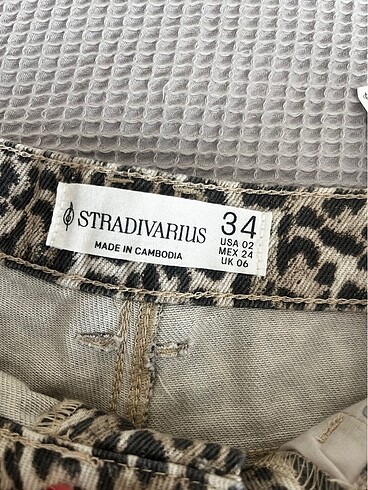 STRADIVARIUS
MADE IN CAMBODIA
34
USA 02
MEX 24
UK 06